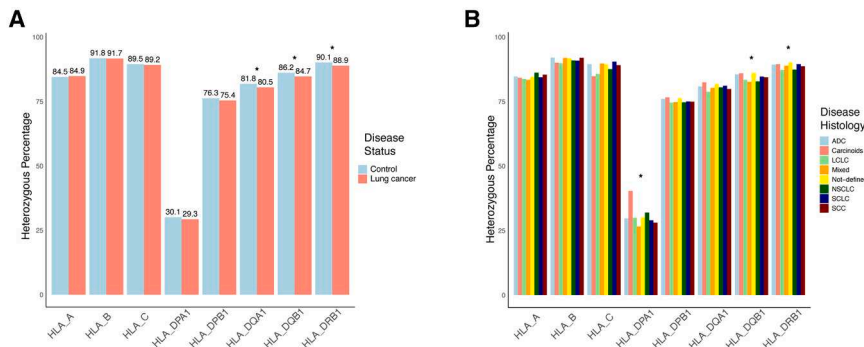 A
100
75
50
25
0
Heterozygous Percentage
84.5 84.9
91.8 91.7
89.5 89.2
30.1 29.3
76.3 75.4
*
81.8 80.5
*
86.2 84.7
*
90.1 88.9
HLA_A
HLA_B
HLA_C
HLA_DPA1
HLA_DPB1
HLA_DQA1
HLA_DQB1
HLA_DRB1
Disease
Status
Control
Lung cancer
B
100
75
50
25
0
Heterozygous Percentage
*
*
*
HLA_A
HLA_B
HLA_C
HLA_DPA1
HLA_DPB1
HLA_DQA1
HLA_DQB1
HLA_DRB1
Disease
Histology
ADC
Carcinoids
LCLC
Mixed
Not-define
NSCLC
SCLC
SCC